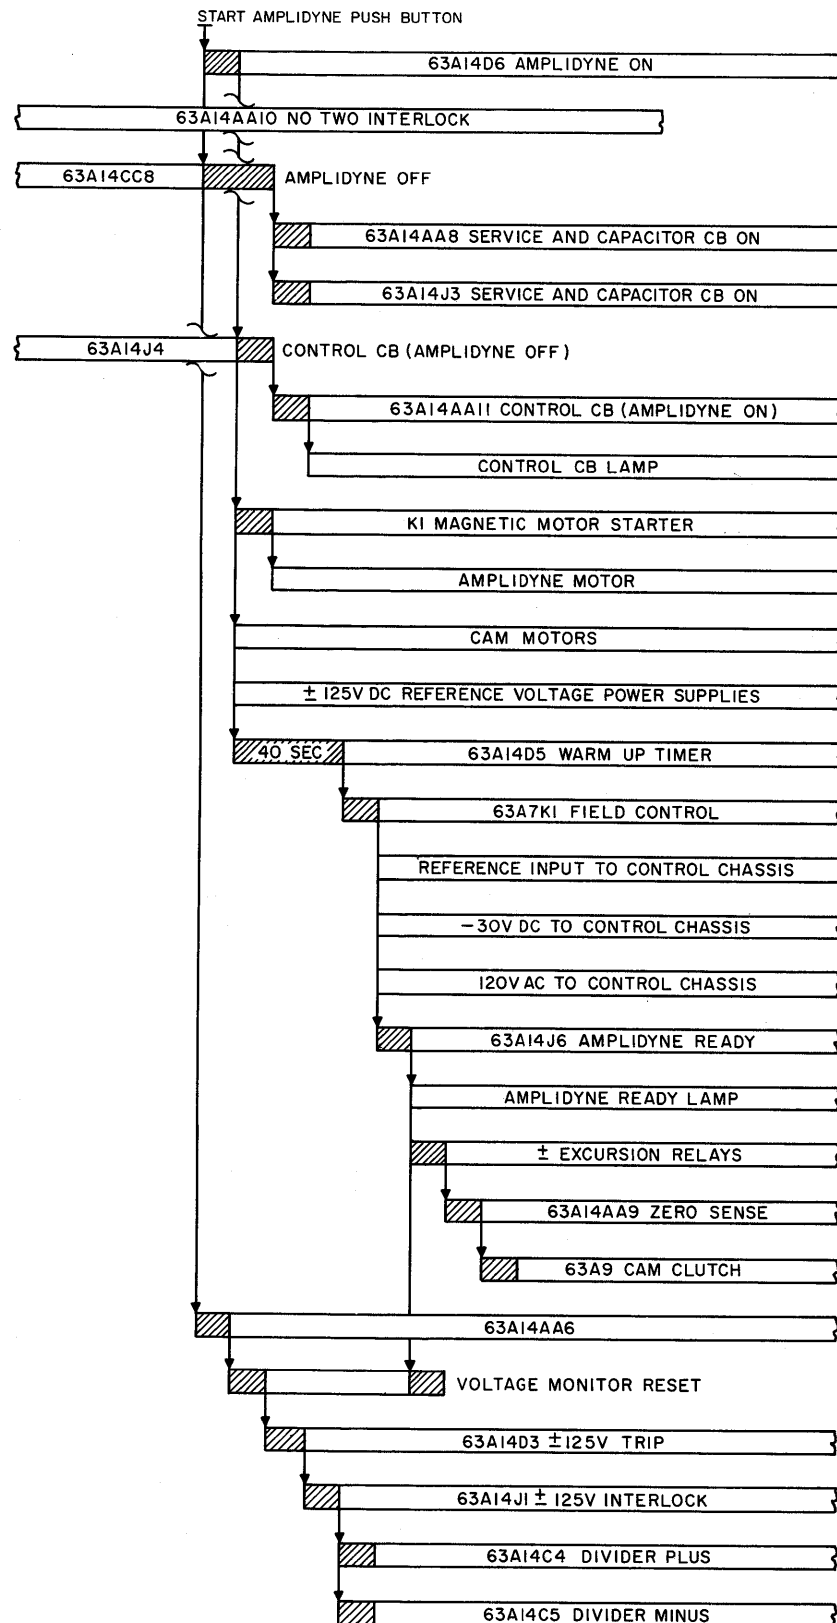 START AMPLIDYNE PUSH BUTTON
63A14D6 AMPLIDYNE ON
63A14AA10 NO TWO INTERLOCK
63A14CC8 AMPLIDYNE OFF
63A14AA8 SERVICE AND CAPACITOR CB ON
63A14J3 SERVICE AND CAPACITOR CB ON
63A14J4 CONTROL CB (AMPLIDYNE OFF)
63A14AA11 CONTROL CB (AMPLIDYNE ON)
CONTROL CB LAMP
K1 MAGNETIC MOTOR STARTER
AMPLIDYNE MOTOR
CAM MOTORS
± 125V DC REFERENCE VOLTAGE POWER SUPPLIES
40 SEC 63A14D5 WARM UP TIMER
63A7K1 FIELD CONTROL
REFERENCE INPUT TO CONTROL CHASSIS
-30V DC TO CONTROL CHASSIS
120V AC TO CONTROL CHASSIS
63A14J6 AMPLIDYNE READY
AMPLIDYNE READY LAMP
± EXCURSION RELAYS
63A14AA9 ZERO SENSE
63A9 CAM CLUTCH
63A14AA6
VOLTAGE MONITOR RESET
63A14D3 ±125V TRIP
63A14J1 ± 125V INTERLOCK
63A14C4 DIVIDER PLUS
63A14C5 DIVIDER MINUS